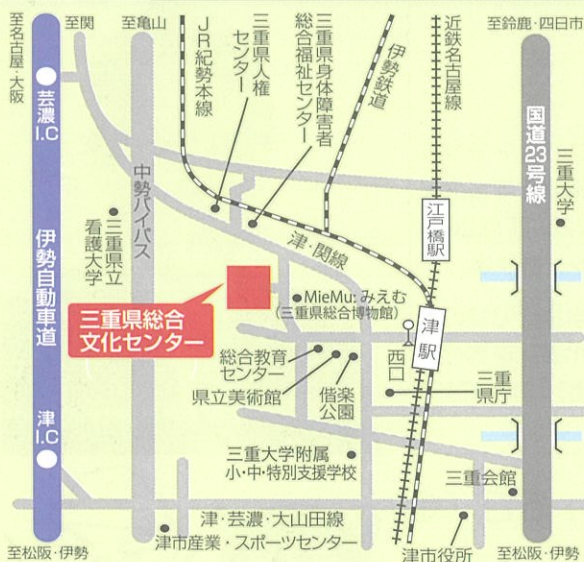 至名古屋・大阪
至関
至亀山
JR紀勢本線
三重県人権
センター
三重県身体障害者
総合福祉センター
伊勢鉄道
近鉄名古屋線
至鈴鹿・四日市
芸濃
I.C
中勢バイパス
国道23号線
三重大学
江戸橋駅
三重県立
看護大学
津・関線
伊勢自動車道
三重県総合
文化センター
MieMu:みえむ
(三重県総合博物館)
津駅
西口
総合教育
センター
県立美術館
偕楽
公園
三重
県庁
津
I.C
三重大学附属
小・中・特別支援学校
三重会館
津・芸濃・大山田線
津市産業・スポーツセンター
津市役所
至松阪・伊勢
至松阪・伊勢